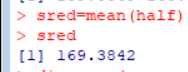 > sred=mean(half)
> sred
[1] 169.3842